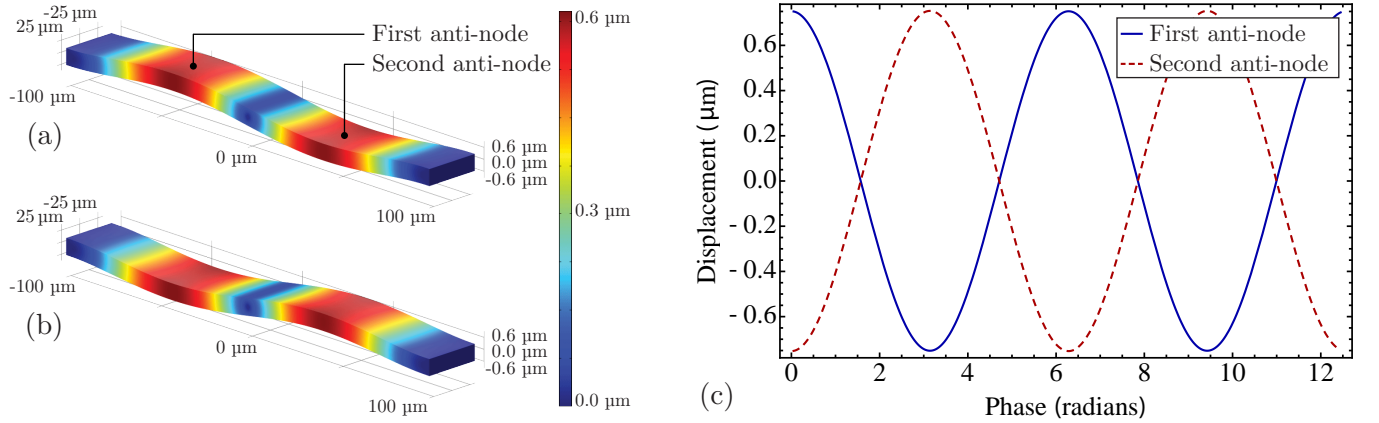 -25 µm
25 µm
-100 µm
First anti-node
Second anti-node
(a)
0 µm
0.6 µm
0.0 µm
-0.6 µm
100 µm
-25 µm
25 µm
-100 µm
(b)
0 µm
0.6 µm
0.0 µm
-0.6 µm
100 µm
0.6 µm
0.3 µm
0.0 µm
Displacement (µm)
0.6
0.4
0.2
0.0
-0.2
-0.4
-0.6
First anti-node
Second anti-node
0 2 4 6 8 10 12
Phase (radians)
(c)